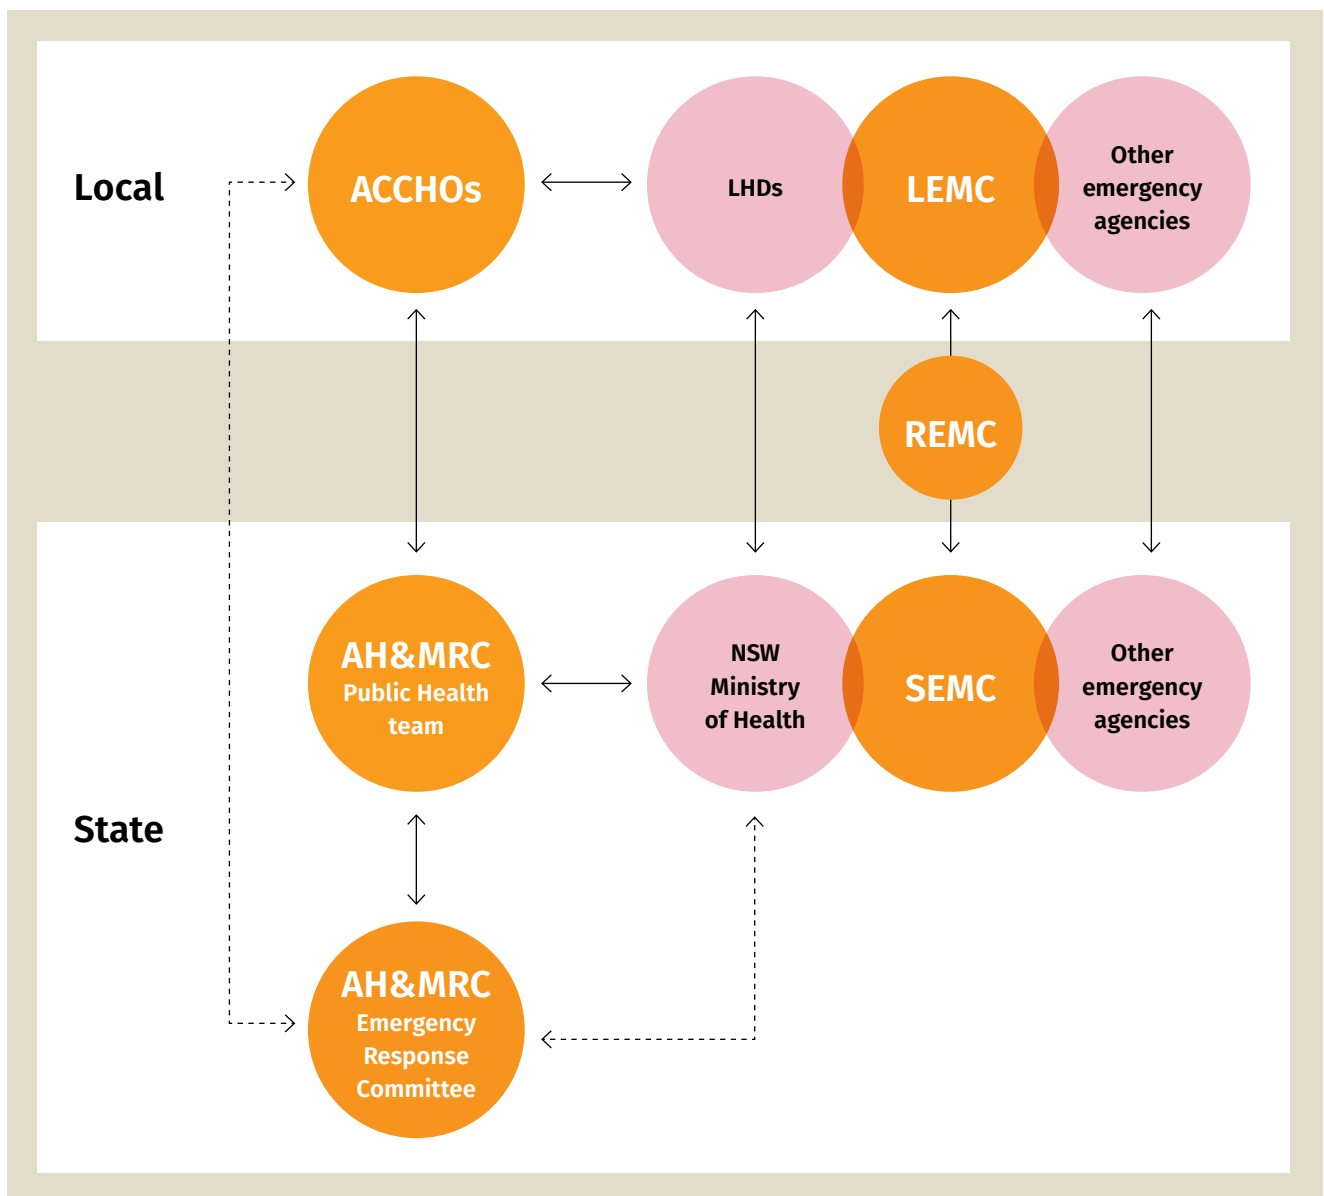 Local
ACCHOs
LHDs
LEMC
Other
emergency
agencies
REMC
State
AH&MRC
Public Health
team
NSW
Ministry
of Health
SEMC
Other
emergency
agencies
AH&MRC
Emergency
Response
Committee